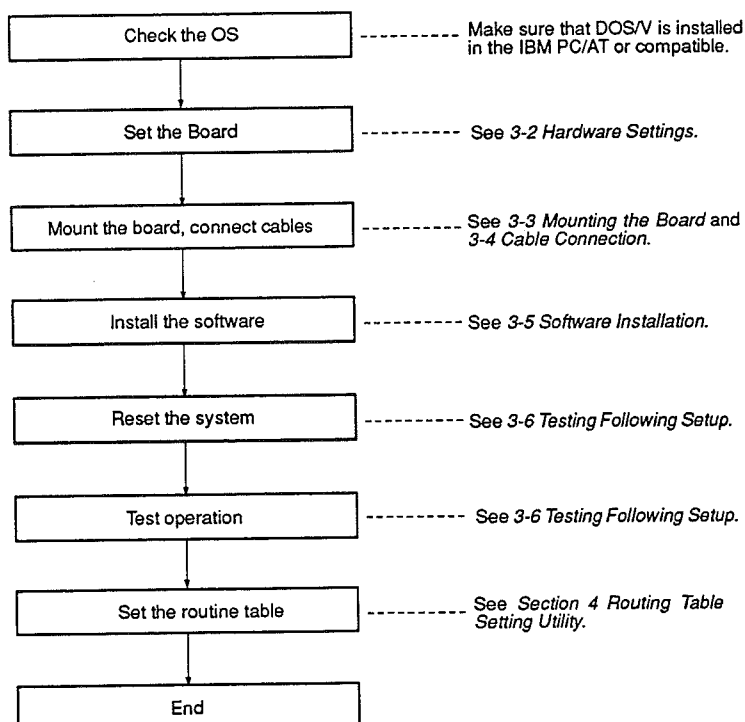 Check the OS
Make sure that DOS/V is installed
in the IBM PC/AT or compatible.
Set the Board
See 3-2 Hardware Settings.
Mount the board, connect cables
See 3-3 Mounting the Board and
3-4 Cable Connection.
Install the software
See 3-5 Software Installation.
Reset the system
See 3-6 Testing Following Setup.
Test operation
See 3-6 Testing Following Setup.
Set the routine table
See Section 4 Routing Table
Setting Utility.
End